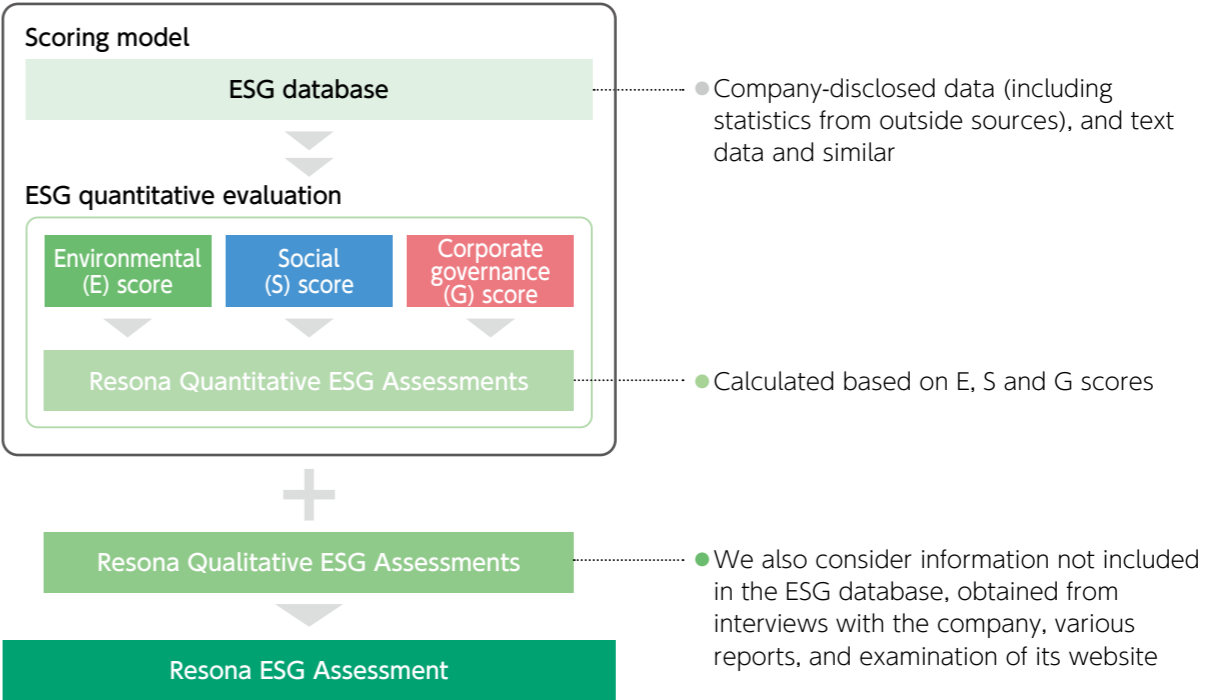 Scoring model
ESG database
● Company-disclosed data (including
statistics from outside sources), and text
data and similar
ESG quantitative evaluation
Environmental
(E) score
Social
(S) score
Corporate
governance
(G) score
Resona Quantitative ESG Assessments
● Calculated based on E, S and G scores
+
Resona Qualitative ESG Assessments
● We also consider information not included
in the ESG database, obtained from
interviews with the company, various
reports, and examination of its website
Resona ESG Assessment